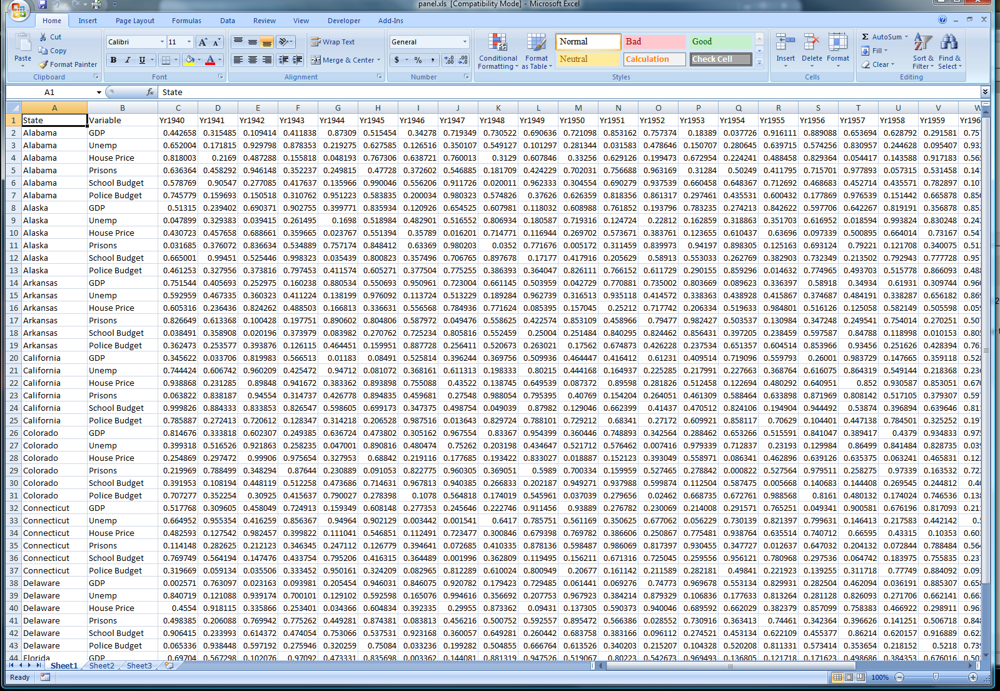 panel.xls [Compatibility Mode] - Microsoft Excel
Home Insert Page Layout Formulas Data Review View Developer Add-Ins
Paste Cut Copy Format Painter Clipboard
Calibri 11 B I U A Font
Wrap Text Merge & Center Alignment
General $ % , Number
Conditional Formatting Format as Table Normal Bad Good Neutral Calculation Check Cell Styles
Insert Delete Format Cells
Σ AutoSum Fill Clear Sort & Filter Find & Select Editing
A1 fx State
A B C D E F G H I J K L M N O P Q R S T U V W
1 State Variable Yr1940 Yr1941 Yr1942 Yr1943 Yr1944 Yr1945 Yr1946 Yr1947 Yr1948 Yr1949 Yr1950 Yr1951 Yr1952 Yr1953 Yr1954 Yr1955 Yr1956 Yr1957 Yr1958 Yr1959 Yr196
2 Alabama GDP 0.442658 0.315485 0.109414 0.411838 0.87309 0.515454 0.34278 0.719349 0.730522 0.690636 0.721098 0.853162 0.757374 0.18389 0.037726 0.916111 0.889088 0.653694 0.628792 0.291581
3 Alabama Unemp 0.652004 0.171815 0.929798 0.878353 0.219275 0.627585 0.126516 0.350107 0.549127 0.101297 0.281344 0.031583 0.478646 0.150707 0.280645 0.639715 0.574256 0.830957 0.244628 0.095407
4 Alabama House Price 0.818003 0.2169 0.487288 0.155818 0.048193 0.767306 0.638721 0.760013 0.3129 0.607846 0.33256 0.629126 0.199473 0.672954 0.224241 0.488458 0.829364 0.054417 0.143588 0.917183
5 Alabama Prisons 0.636364 0.458292 0.946148 0.352237 0.249815 0.47728 0.372602 0.546885 0.181709 0.424229 0.702031 0.756688 0.963169 0.31284 0.50249 0.411795 0.715701 0.977893 0.057315 0.531458
6 Alabama School Budget 0.578769 0.90547 0.277085 0.417637 0.135966 0.990046 0.556206 0.911726 0.020011 0.962333 0.304554 0.690279 0.937539 0.660458 0.648367 0.712692 0.468683 0.452714 0.435571 0.782897
7 Alabama Police Budget 0.745779 0.159693 0.150518 0.310762 0.951223 0.583835 0.200034 0.980323 0.574826 0.37626 0.626359 0.818356 0.861317 0.297461 0.435531 0.600432 0.177869 0.976539 0.151442 0.665878
8 Alaska GDP 0.51315 0.239402 0.690371 0.902755 0.399771 0.835934 0.120926 0.654525 0.607981 0.118032 0.608988 0.761852 0.193796 0.783235 0.274213 0.842622 0.597706 0.642267 0.819191 0.356878
9 Alaska Unemp 0.047899 0.329383 0.039415 0.261495 0.1698 0.518984 0.482901 0.516552 0.806934 0.180587 0.719316 0.124724 0.22812 0.162859 0.318863 0.351703 0.616952 0.018594 0.993824 0.830248
10 Alaska House Price 0.430723 0.457658 0.688661 0.359665 0.023767 0.551394 0.35789 0.016201 0.714771 0.116944 0.269702 0.573671 0.383761 0.123655 0.610437 0.63696 0.097339 0.500895 0.664014 0.73167
11 Alaska Prisons 0.031685 0.376072 0.836634 0.534889 0.757174 0.848412 0.63369 0.980203 0.0352 0.771676 0.005172 0.311459 0.839973 0.94197 0.898305 0.125163 0.693124 0.79221 0.121708 0.340075
12 Alaska School Budget 0.665001 0.99451 0.525446 0.998323 0.035439 0.800823 0.357496 0.706765 0.897678 0.17177 0.417916 0.205629 0.58913 0.553033 0.262769 0.382903 0.732349 0.213502 0.792943 0.777728
13 Alaska Police Budget 0.461253 0.327956 0.373816 0.797453 0.411574 0.605271 0.377504 0.775255 0.386393 0.364047 0.826111 0.766152 0.611729 0.290155 0.859296 0.014632 0.774965 0.493703 0.515778 0.866093
14 Arkansas GDP 0.751544 0.405693 0.252975 0.160238 0.880534 0.550693 0.950961 0.723004 0.661145 0.503959 0.042729 0.770881 0.735002 0.803669 0.089623 0.336397 0.58918 0.34934 0.61931 0.309744
15 Arkansas Unemp 0.592959 0.467335 0.360323 0.411224 0.138199 0.976092 0.113724 0.513229 0.189284 0.962739 0.316513 0.935118 0.414572 0.338363 0.438928 0.415867 0.374687 0.484191 0.338287 0.656182
16 Arkansas House Price 0.605316 0.236436 0.824262 0.488503 0.166813 0.336631 0.556568 0.784936 0.771624 0.085395 0.157045 0.25212 0.717742 0.206334 0.519633 0.984801 0.516126 0.125058 0.582149 0.505598
17 Arkansas Prisons 0.826649 0.613368 0.100428 0.197751 0.890602 0.804806 0.587972 0.049476 0.558625 0.422574 0.853109 0.458966 0.79477 0.982427 0.503537 0.130984 0.347248 0.249541 0.754014 0.270251
18 Arkansas School Budget 0.038491 0.358908 0.020196 0.373979 0.083982 0.270762 0.725234 0.805816 0.552459 0.25004 0.251484 0.840295 0.824462 0.856431 0.397205 0.238459 0.597587 0.84788 0.118998 0.010153
19 Arkansas Police Budget 0.362473 0.253577 0.393876 0.126115 0.464451 0.159951 0.887728 0.256411 0.520673 0.263021 0.17562 0.674873 0.426228 0.237534 0.651357 0.604514 0.853966 0.93456 0.251626 0.428394
20 California GDP 0.345622 0.033706 0.819983 0.566513 0.01183 0.08491 0.525814 0.396244 0.369756 0.509936 0.464447 0.416412 0.61231 0.409514 0.719096 0.559793 0.26001 0.983729 0.147665 0.359118
21 California Unemp 0.744424 0.606742 0.960209 0.425472 0.94712 0.081072 0.368161 0.611313 0.198333 0.80215 0.444168 0.164937 0.225285 0.217991 0.227663 0.368764 0.616075 0.864319 0.549144 0.218368
22 California House Price 0.938868 0.231285 0.89848 0.941672 0.383362 0.893898 0.755088 0.43522 0.138745 0.649539 0.087372 0.89598 0.281826 0.512458 0.122694 0.480292 0.640951 0.852 0.930587 0.853051
23 California Prisons 0.063822 0.838187 0.94554 0.314737 0.426778 0.894835 0.459681 0.27548 0.988054 0.795395 0.40769 0.154204 0.264051 0.461309 0.588464 0.633898 0.871969 0.808142 0.517105 0.379307
24 California School Budget 0.999826 0.884333 0.833853 0.826547 0.598605 0.699173 0.347375 0.498754 0.049039 0.87982 0.129046 0.662399 0.41437 0.470512 0.824106 0.194904 0.944492 0.53874 0.396894 0.639646
25 California Police Budget 0.785887 0.272413 0.720612 0.128347 0.314218 0.206528 0.987516 0.013643 0.829724 0.788101 0.729212 0.68341 0.27172 0.609921 0.858117 0.70629 0.104401 0.447138 0.784501 0.325252
26 Colorado GDP 0.814676 0.333818 0.602307 0.249385 0.636724 0.473802 0.305162 0.967554 0.83367 0.954399 0.360446 0.748893 0.342564 0.288462 0.653266 0.515591 0.841047 0.389417 0.4379 0.934833
27 Colorado Unemp 0.399318 0.516526 0.921863 0.258235 0.047001 0.890816 0.480474 0.75262 0.203198 0.434647 0.521712 0.576462 0.007416 0.979339 0.712837 0.23193 0.129984 0.86499 0.841484 0.828735
28 Colorado House Price 0.254869 0.297472 0.99906 0.975654 0.327953 0.68842 0.219116 0.177685 0.193422 0.833027 0.018887 0.152123 0.393049 0.558971 0.086341 0.462896 0.639126 0.635375 0.063241 0.465831
29 Colorado Prisons 0.219969 0.788499 0.348294 0.87644 0.230889 0.091053 0.822775 0.960305 0.369051 0.5989 0.700334 0.159959 0.527465 0.278842 0.000822 0.527564 0.979511 0.258275 0.97339 0.163532
30 Colorado School Budget 0.391953 0.108194 0.448119 0.512258 0.473686 0.714631 0.967813 0.940385 0.266833 0.202187 0.949271 0.937988 0.599874 0.112504 0.587475 0.005668 0.140683 0.144408 0.269545 0.244812
31 Colorado Police Budget 0.707277 0.352254 0.30925 0.415637 0.790027 0.278398 0.1078 0.564818 0.174019 0.545961 0.037039 0.279656 0.02462 0.668735 0.672761 0.988568 0.8161 0.480132 0.174024 0.746536
32 Connecticut GDP 0.517768 0.309605 0.458049 0.724913 0.159349 0.608148 0.277353 0.245646 0.222746 0.911456 0.93889 0.276782 0.230069 0.214008 0.291571 0.765251 0.049341 0.900581 0.676196 0.817093
33 Connecticut Unemp 0.664952 0.955354 0.416259 0.856367 0.94964 0.902129 0.003442 0.001541 0.6417 0.785751 0.561169 0.350625 0.677062 0.056229 0.730139 0.821397 0.799631 0.146413 0.217583 0.442142
34 Connecticut House Price 0.482593 0.127542 0.982457 0.399822 0.111041 0.546851 0.112491 0.723477 0.300846 0.679398 0.769782 0.386606 0.250867 0.775481 0.938764 0.635514 0.740712 0.66595 0.43315 0.10353
35 Connecticut Prisons 0.114148 0.282625 0.212123 0.346345 0.247112 0.126779 0.394641 0.072685 0.410335 0.878136 0.598487 0.986069 0.817397 0.930455 0.347727 0.012637 0.647032 0.204132 0.072844 0.788484
36 Connecticut School Budget 0.769749 0.564194 0.147476 0.433754 0.795206 0.416315 0.364489 0.001996 0.362809 0.119495 0.156211 0.671316 0.725045 0.259556 0.956121 0.780968 0.297536 0.064742 0.183975 0.755835
37 Connecticut Police Budget 0.319669 0.059134 0.035506 0.333452 0.950161 0.324209 0.082965 0.812289 0.610024 0.800949 0.20677 0.161142 0.211589 0.282181 0.49841 0.221923 0.139255 0.311718 0.77749 0.884092
38 Delaware GDP 0.002571 0.763097 0.023163 0.093981 0.205454 0.946031 0.846075 0.920782 0.179423 0.729485 0.061441 0.069276 0.74773 0.969678 0.553134 0.829931 0.282504 0.462094 0.036191 0.885307
39 Delaware Unemp 0.840719 0.121088 0.939174 0.700101 0.129102 0.592598 0.165076 0.994616 0.356692 0.207753 0.967923 0.384214 0.879329 0.106836 0.177633 0.813264 0.281128 0.826093 0.271706 0.662141
40 Delaware House Price 0.4554 0.918115 0.335866 0.253401 0.034366 0.604834 0.392335 0.29955 0.873362 0.09431 0.137305 0.590373 0.940046 0.689592 0.662029 0.382379 0.857099 0.758383 0.466922 0.298911
41 Delaware Prisons 0.498385 0.206088 0.769942 0.775262 0.449281 0.874381 0.083813 0.456216 0.500752 0.592557 0.895472 0.566386 0.028552 0.730916 0.363413 0.74461 0.342364 0.396626 0.141251 0.506718
42 Delaware School Budget 0.906415 0.233993 0.614372 0.474054 0.753066 0.537531 0.923168 0.360057 0.649281 0.260442 0.683758 0.383166 0.096112 0.274521 0.453134 0.622109 0.455377 0.86214 0.620157 0.916889
43 Delaware Police Budget 0.065336 0.938448 0.597192 0.275946 0.320259 0.75084 0.033236 0.199282 0.504855 0.666764 0.613526 0.340203 0.215207 0.104328 0.520208 0.811331 0.573414 0.353654 0.218152 0.5218
44 Florida GDP 0.69704 0.567298 0.102076 0.97092 0.473331 0.835698 0.003362 0.144081 0.881319 0.947526 0.519067 0.80223 0.542673 0.969493 0.136805 0.121718 0.171623 0.498686 0.384353 0.676016
Sheet1 Sheet2 Sheet3
Ready 100%